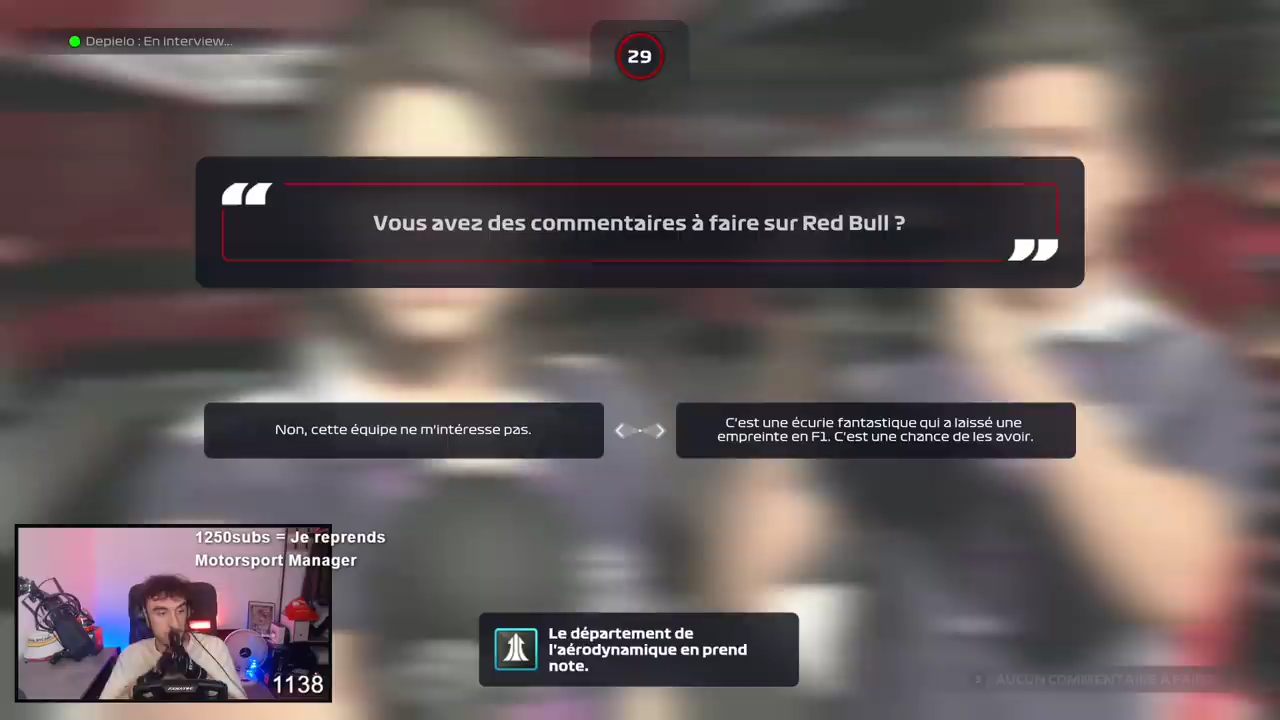 Depielo : En interview...
29
Vous avez des commentaires à faire sur Red Bull ?
Non, cette équipe ne m'intéresse pas.
C'est une écurie fantastique qui a laissé une
empreinte en F1. C'est une chance de les avoir.
1250subs = Je reprends
Motorsport Manager
Le département de
l'aérodynamique en prend
note.
AUCUN COMMENTAIRE À FAIRE
FANATEC
1138